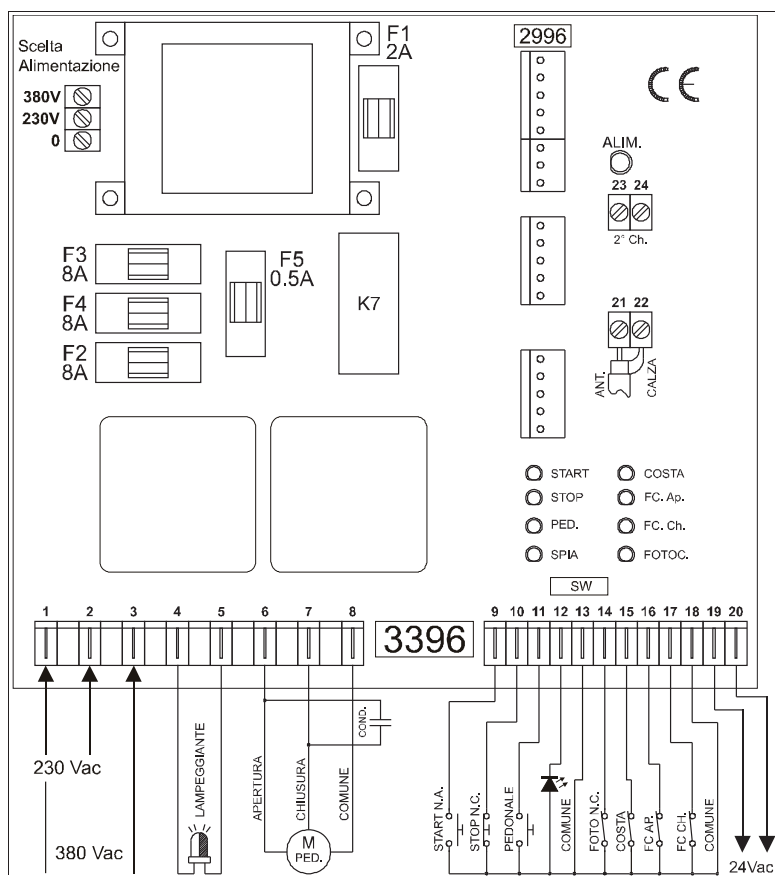 Scelta
Alimentazione
380V
230V
0
F1
2A
2996
CE
ALIM.
23 24
2° Ch.
F3
8A
F4
8A
F2
8A
F5
0.5A
K7
21 22
ANT.
CALZA
START
COSTA
STOP
FC. Ap.
PED.
FC. Ch.
SPIA
FOTOC.
SW
1 2 3 4 5 6 7 8
3396
9 10 11 12 13 14 15 16 17 18 19 20
230 Vac
380 Vac
LAMPEGGIANTE
APERTURA
CHIUSURA
COMUNE
COND.
M
PED.
START N.A.
STOP N.C.
PEDONALE
COMUNE
FOTO N.C.
COSTA
FC AP.
FC CH.
COMUNE
24Vac